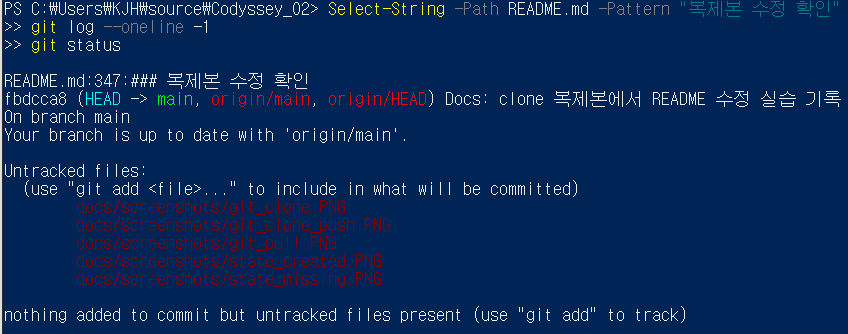 PS C:\Users\KJH\source\Codyssey_02> Select-String -Path README.md -Pattern "복제본 수정 확인"
>> git log --oneline -1
>> git status
README.md:347:### 복제본 수정 확인
fbdcca8 (HEAD -> main, origin/main, origin/HEAD) Docs: clone 복제본에서 README 수정 실습 기록
On branch main
Your branch is up to date with 'origin/main'.
Untracked files:
(use "git add <file>..." to include in what will be committed)
docs/screenshots/git_clone.PNG
docs/screenshots/git_clone_push.PNG
docs/screenshots/git_pull.PNG
docs/screenshots/state_created.PNG
docs/screenshots/state_missing.PNG
nothing added to commit but untracked files present (use "git add" to track)